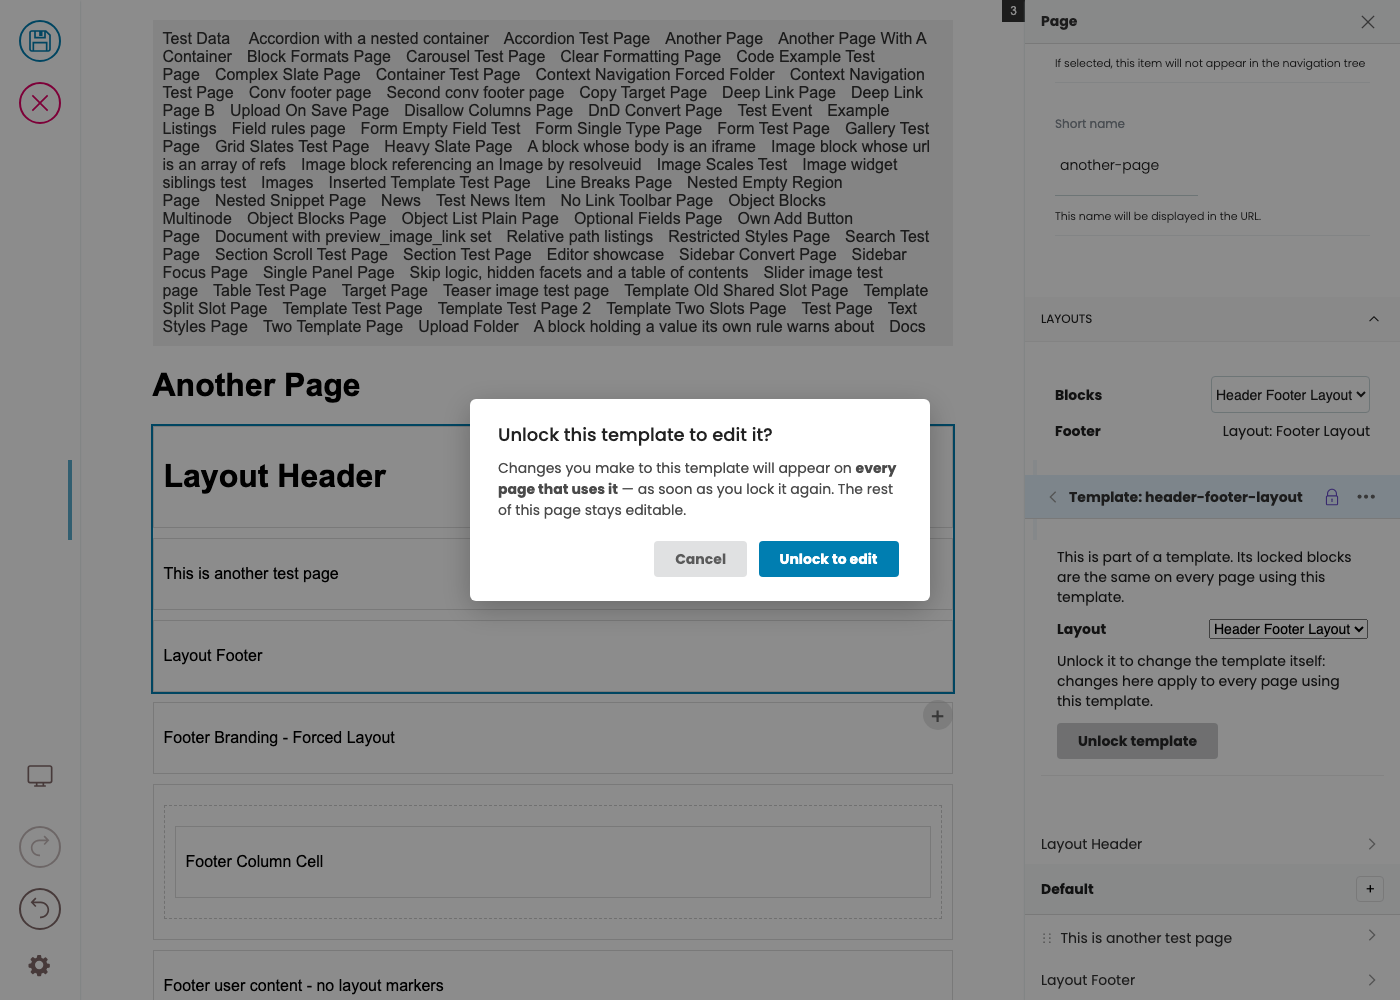 Test Data Accordion with a nested container Accordion Test Page Another Page Another Page With A
Container Block Formats Page Carousel Test Page Clear Formatting Page Code Example Test
Page Complex Slate Page Container Test Page Context Navigation Forced Folder Context Navigation
Test Page Conv footer page Second conv footer page Copy Target Page Deep Link Page Deep Link
Page B Upload On Save Page Disallow Columns Page DnD Convert Page Test Event Example
Listings Field rules page Form Empty Field Test Form Single Type Page Form Test Page Gallery Test
Page Grid Slates Test Page Heavy Slate Page A block whose body is an iframe Image block whose url
is an array of refs Image block referencing an Image by resolveuid Image Scales Test Image widget
siblings test Images Inserted Template Test Page Line Breaks Page Nested Empty Region
Page Nested Snippet Page News Test News Item No Link Toolbar Page Object Blocks
Multinode Object Blocks Page Object List Plain Page Optional Fields Page Own Add Button
Page Document with preview_image_link set Relative path listings Restricted Styles Page Search Test
Page Section Scroll Test Page Section Test Page Editor showcase Sidebar Convert Page Sidebar
Focus Page Single Panel Page Skip logic, hidden facets and a table of contents Slider image test
page Table Test Page Target Page Teaser image test page Template Old Shared Slot Page Template
Split Slot Page Template Test Page Template Test Page 2 Template Two Slots Page Test Page Text
Styles Page Two Template Page Upload Folder A block holding a value its own rule warns about Docs
Another Page
Layout Header
This is another test page
Layout Footer
+
Footer Branding - Forced Layout
Footer Column Cell
Footer user content - no layout markers
Unlock this template to edit it?
Changes you make to this template will appear on every
page that uses it — as soon as you lock it again. The rest
of this page stays editable.
Cancel
Unlock to edit
3
Page
If selected, this item will not appear in the navigation tree
Short name
another-page
This name will be displayed in the URL.
LAYOUTS
Blocks
Header Footer Layout
Footer
Layout: Footer Layout
Template: header-footer-layout
This is part of a template. Its locked blocks
are the same on every page using this
template.
Layout
Header Footer Layout
Unlock it to change the template itself:
changes here apply to every page using
this template.
Unlock template
Layout Header
Default
+
This is another test page
Layout Footer